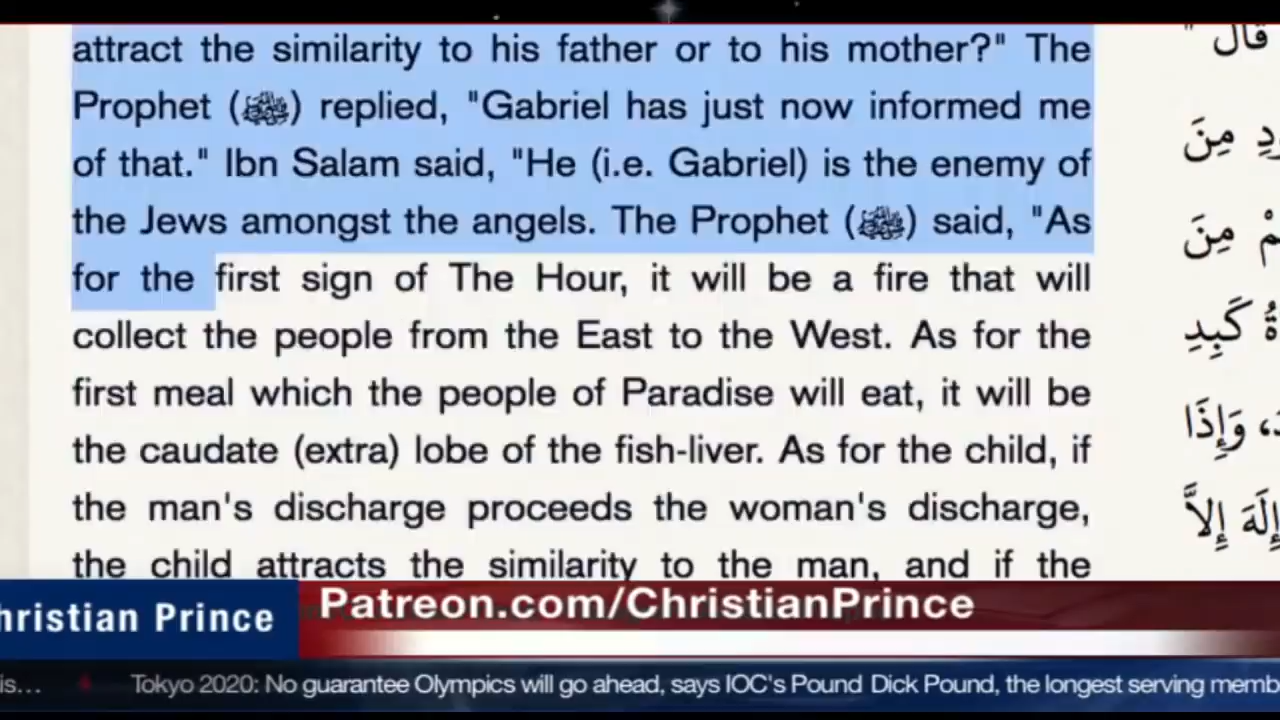 attract the similarity to his father or to his mother?" The
Prophet (ﷺ) replied, "Gabriel has just now informed me
of that." Ibn Salam said, "He (i.e. Gabriel) is the enemy of
the Jews amongst the angels. The Prophet (ﷺ) said, "As
for the first sign of The Hour, it will be a fire that will
collect the people from the East to the West. As for the
first meal which the people of Paradise will eat, it will be
the caudate (extra) lobe of the fish-liver. As for the child, if
the man's discharge proceeds the woman's discharge,
the child attracts the similarity to the man, and if the
قال "
مِنَ
مِنَ
كَبِدِ
وَإِذَا
إِلَهَ إِلاَّ
hristian Prince
Patreon.com/ChristianPrince
is... Tokyo 2020: No guarantee Olympics will go ahead, says IOC's Pound Dick Pound, the longest serving memb